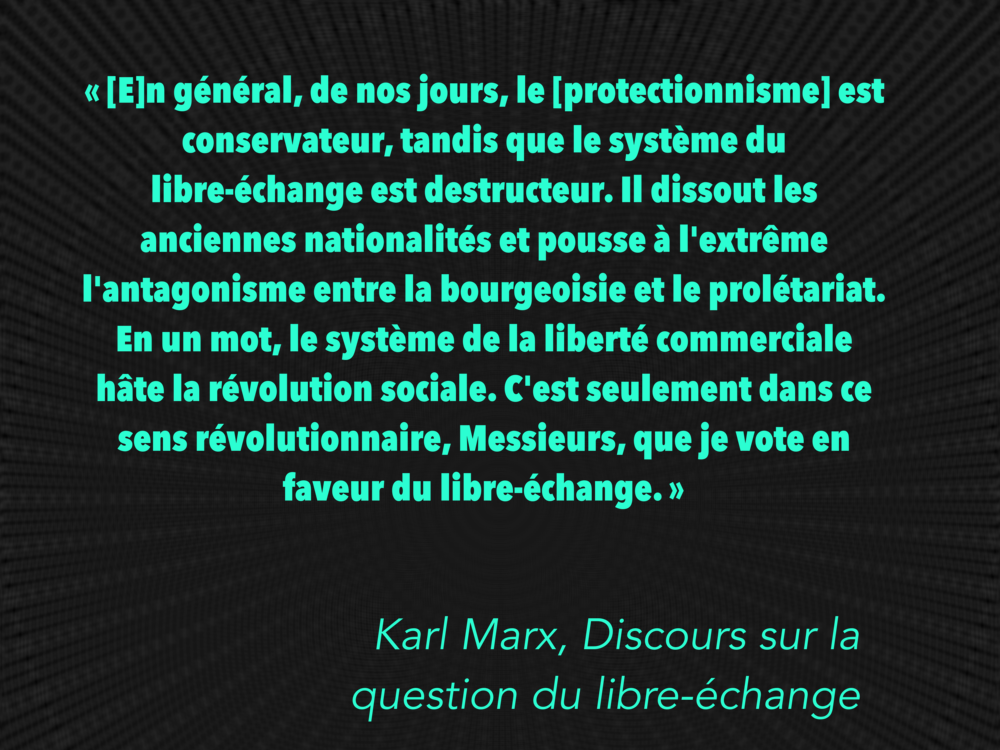 « [E]n général, de nos jours, le [protectionnisme] est
conservateur, tandis que le système du
libre-échange est destructeur. Il dissout les
anciennes nationalités et pousse à l'extrême
l'antagonisme entre la bourgeoisie et le prolétariat.
En un mot, le système de la liberté commerciale
hâte la révolution sociale. C'est seulement dans ce
sens révolutionnaire, Messieurs, que je vote en
faveur du libre-échange. »
Karl Marx, Discours sur la
question du libre-échange